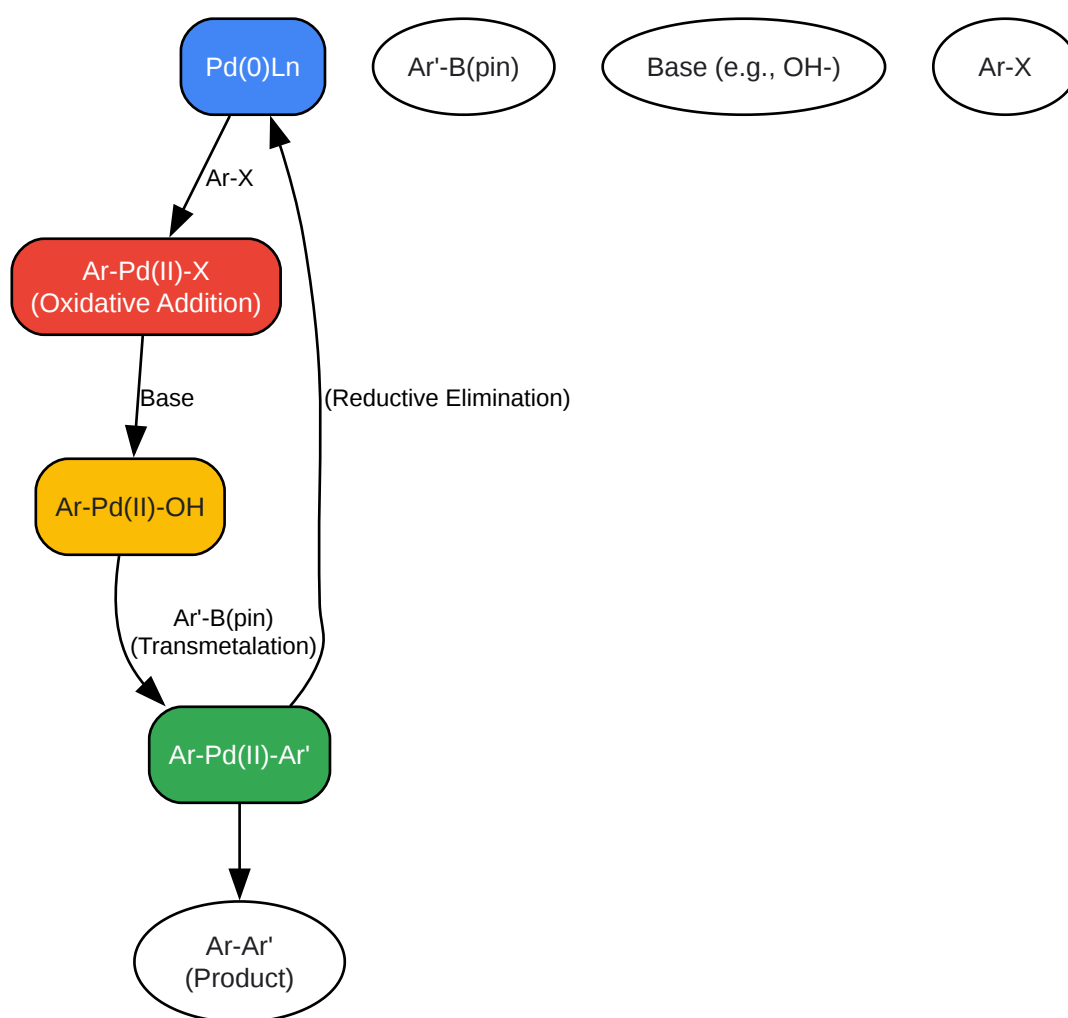 Pd(0)Ln
Ar'-B(pin)
Base (e.g., OH-)
Ar-X
Ar-X
Ar-Pd(II)-X
(Oxidative Addition)
Base
(Reductive Elimination)
Ar-Pd(II)-OH
Ar'-B(pin)
(Transmetalation)
Ar-Pd(II)-Ar'
Ar-Ar'
(Product)